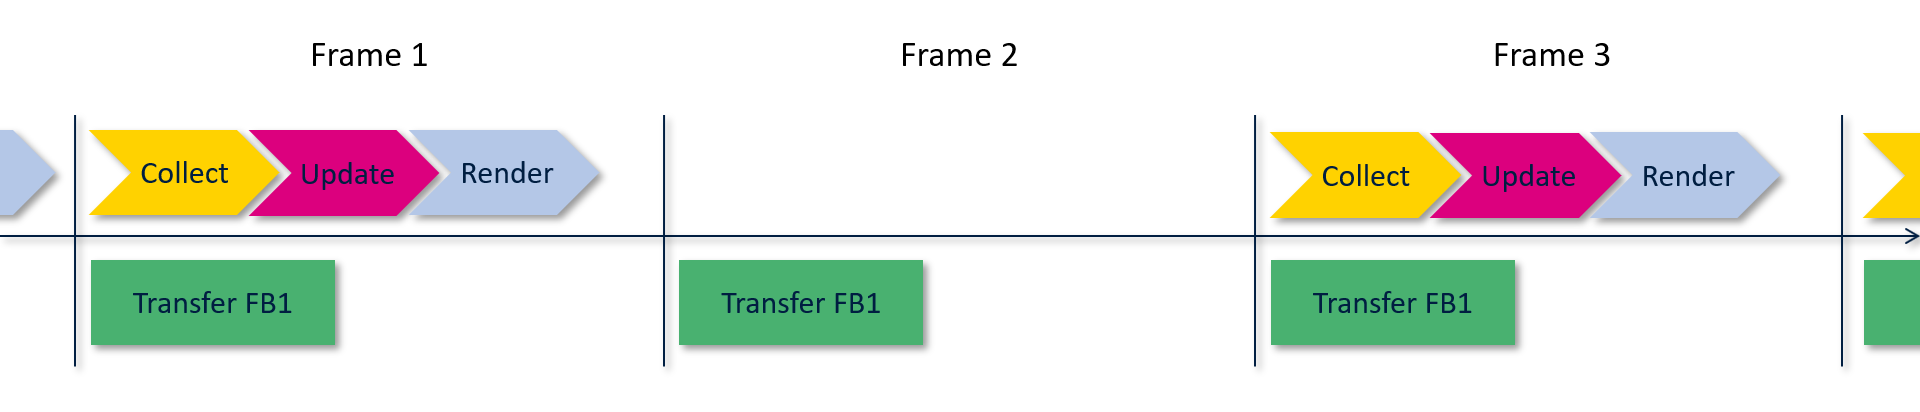 Frame 1
Frame 2
Frame 3
Collect
Update
Render
Collect
Update
Render
Transfer FB1
Transfer FB1
Transfer FB1